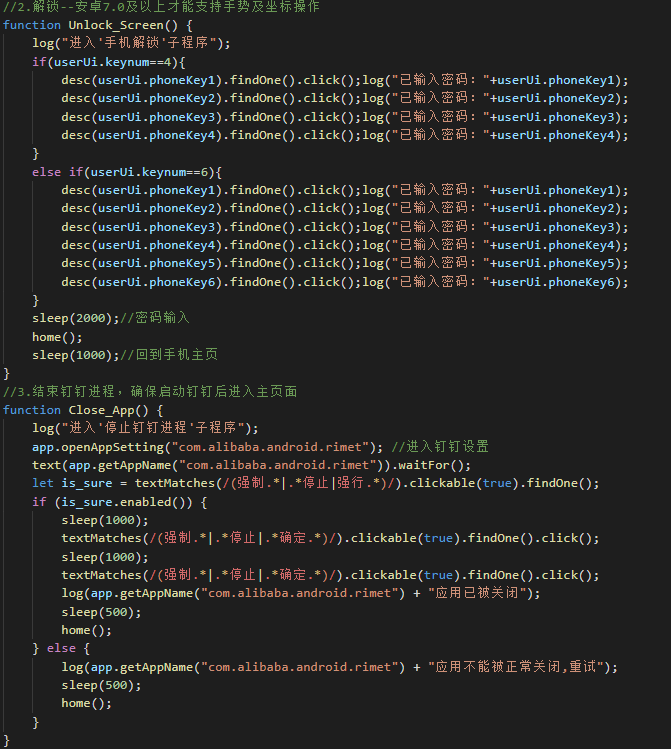 //2.解锁--安卓7.0及以上才能支持手势及坐标操作
function Unlock_Screen() {
    log("进入'手机解锁'子程序");
    if(userUi.keynum==4){
        desc(userUi.phoneKey1).findOne().click();log("已输入密码："+userUi.phoneKey1);
        desc(userUi.phoneKey2).findOne().click();log("已输入密码："+userUi.phoneKey2);
        desc(userUi.phoneKey3).findOne().click();log("已输入密码："+userUi.phoneKey3);
        desc(userUi.phoneKey4).findOne().click();log("已输入密码："+userUi.phoneKey4);
    }
    else if(userUi.keynum==6){
        desc(userUi.phoneKey1).findOne().click();log("已输入密码："+userUi.phoneKey1);
        desc(userUi.phoneKey2).findOne().click();log("已输入密码："+userUi.phoneKey2);
        desc(userUi.phoneKey3).findOne().click();log("已输入密码："+userUi.phoneKey3);
        desc(userUi.phoneKey4).findOne().click();log("已输入密码："+userUi.phoneKey4);
        desc(userUi.phoneKey5).findOne().click();log("已输入密码："+userUi.phoneKey5);
        desc(userUi.phoneKey6).findOne().click();log("已输入密码："+userUi.phoneKey6);
    }
    sleep(2000);//密码输入
    home();
    sleep(1000);//回到手机主页
}
//3.结束钉钉进程，确保启动钉钉后进入主页面
function Close_App() {
    log("进入'停止钉钉进程'子程序");
    app.openAppSetting("com.alibaba.android.rimet"); //进入钉钉设置
    text(app.getAppName("com.alibaba.android.rimet")).waitFor();
    let is_sure = textMatches(/(强制.*|.*停止|强行.*)/).clickable(true).findOne();
    if (is_sure.enabled()) {
        sleep(1000);
        textMatches(/(强制.*|.*停止|.*确定.*)/).clickable(true).findOne().click();
        sleep(1000);
        textMatches(/(强制.*|.*停止|.*确定.*)/).clickable(true).findOne().click();
        log(app.getAppName("com.alibaba.android.rimet") + "应用已被关闭");
        sleep(500);
        home();
    } else {
        log(app.getAppName("com.alibaba.android.rimet") + "应用不能被正常关闭,重试");
        sleep(500);
        home();
    }
}